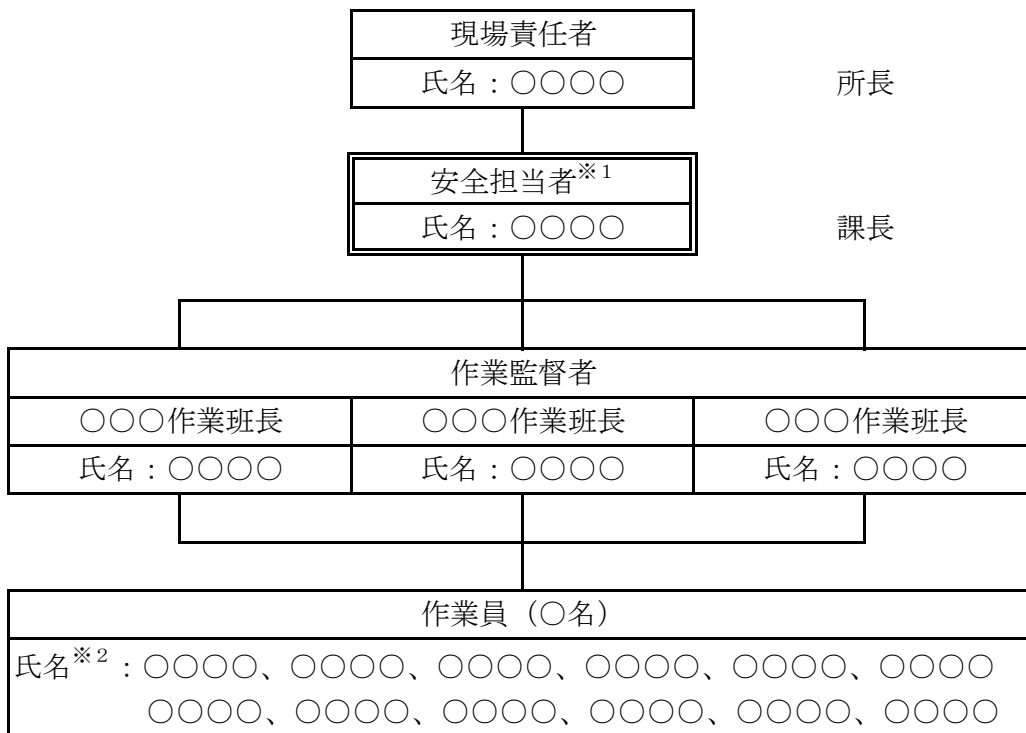 現場責任者
氏名：○○○○ 所長
安全担当者※1
氏名：○○○○ 課長
作業監督者
○○○作業班長 ○○○作業班長 ○○○作業班長
氏名：○○○○ 氏名：○○○○ 氏名：○○○○
作業員（○名）
氏名※2：○○○○、○○○○、○○○○、○○○○、○○○○、○○○○
○○○○、○○○○、○○○○、○○○○、○○○○、○○○○